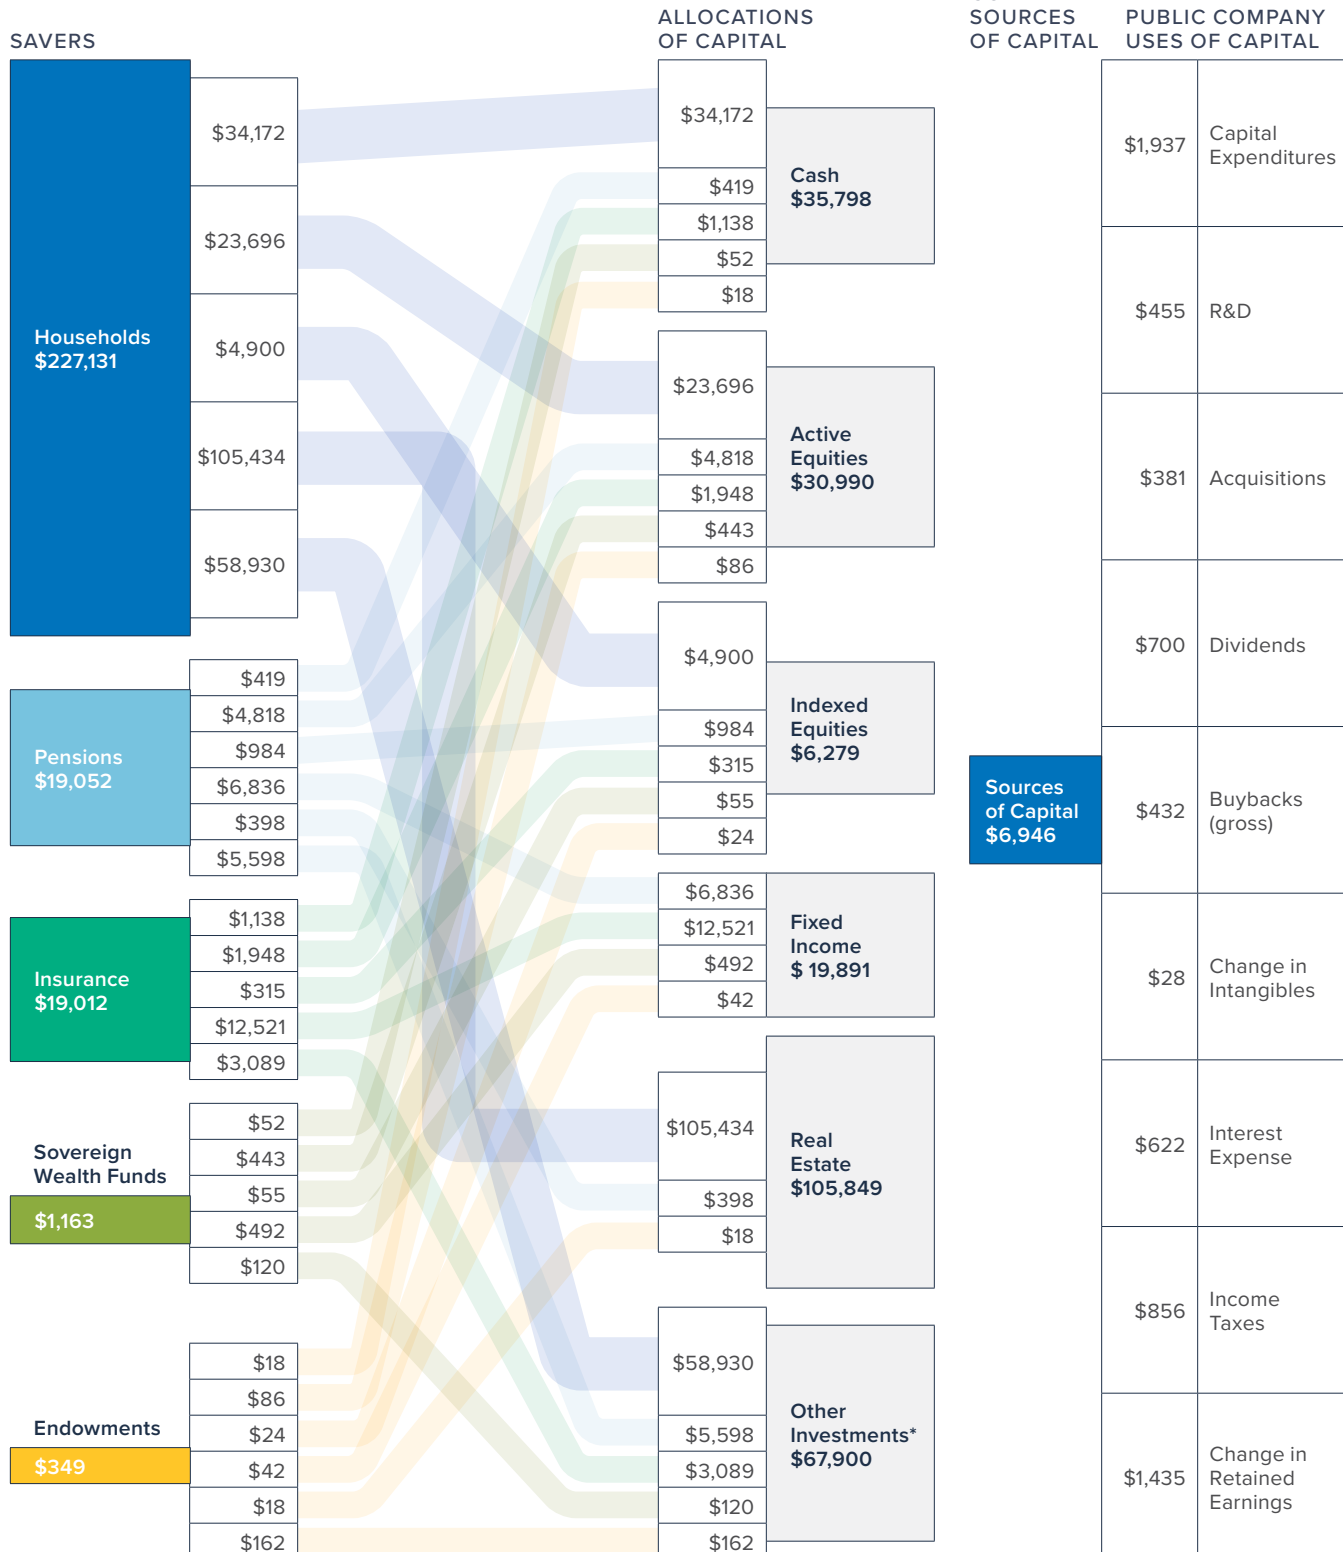 SAVERS
ALLOCATIONS
OF CAPITAL
SOURCES
OF CAPITAL
PUBLIC COMPANY
USES OF CAPITAL
Households
$227,131
$34,172
$23,696
$4,900
$105,434
$58,930
Pensions
$19,052
$419
$4,818
$984
$6,836
$398
$5,598
Insurance
$19,012
$1,138
$1,948
$315
$12,521
$3,089
Sovereign
Wealth Funds
$1,163
$52
$443
$55
$492
$120
Endowments
$349
$18
$86
$24
$42
$18
$162
$34,172
$419
$1,138
$52
$18
Cash
$35,798
$23,696
$4,818
$1,948
$443
$86
Active
Equities
$30,990
$4,900
$984
$315
$55
$24
Indexed
Equities
$6,279
$6,836
$12,521
$492
$42
Fixed
Income
$ 19,891
$105,434
$398
$18
Real
Estate
$105,849
$58,930
$5,598
$3,089
$120
$162
Other
Investments*
$67,900
Sources
of Capital
$6,946
$1,937
Capital
Expenditures
$455
R&D
$381
Acquisitions
$700
Dividends
$432
Buybacks
(gross)
$28
Change in
Intangibles
$622
Interest
Expense
$856
Income
Taxes
$1,435
Change in
Retained
Earnings